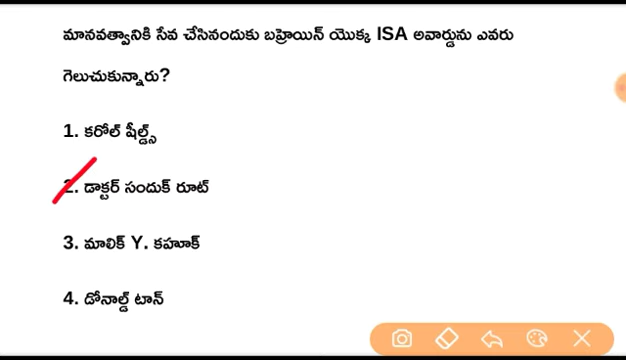 మానవత్వానికి సేవ చేసినందుకు బహ్రెయిన్ యొక్క ISA అవార్డును ఎవరు
గెలుచుకున్నారు?
1. కరోల్ షీల్డ్స్
2. డాక్టర్ సందుక్ రూట్
3. మాలిక్ Y. కహూక్
4. డోనాల్డ్ టాన్